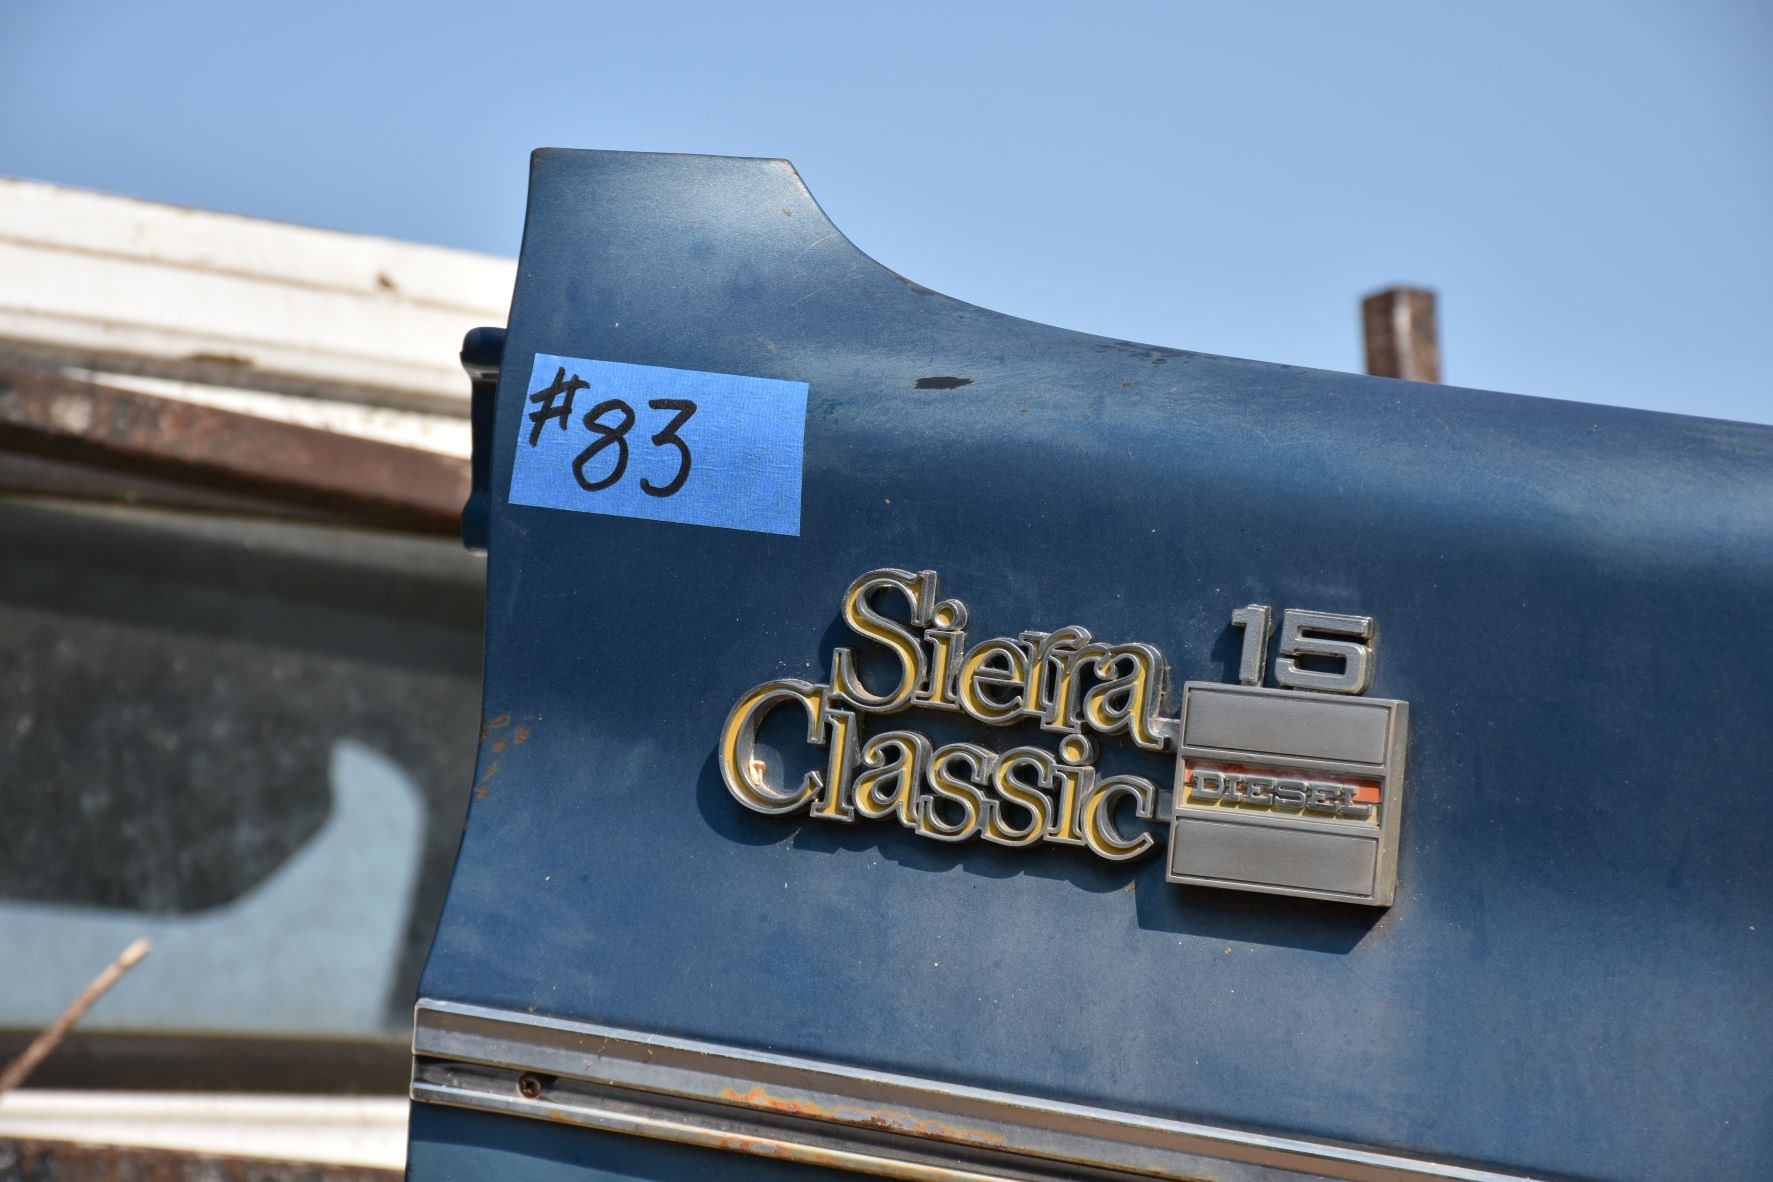 #83
Sierra
Classic
15
DIESEL